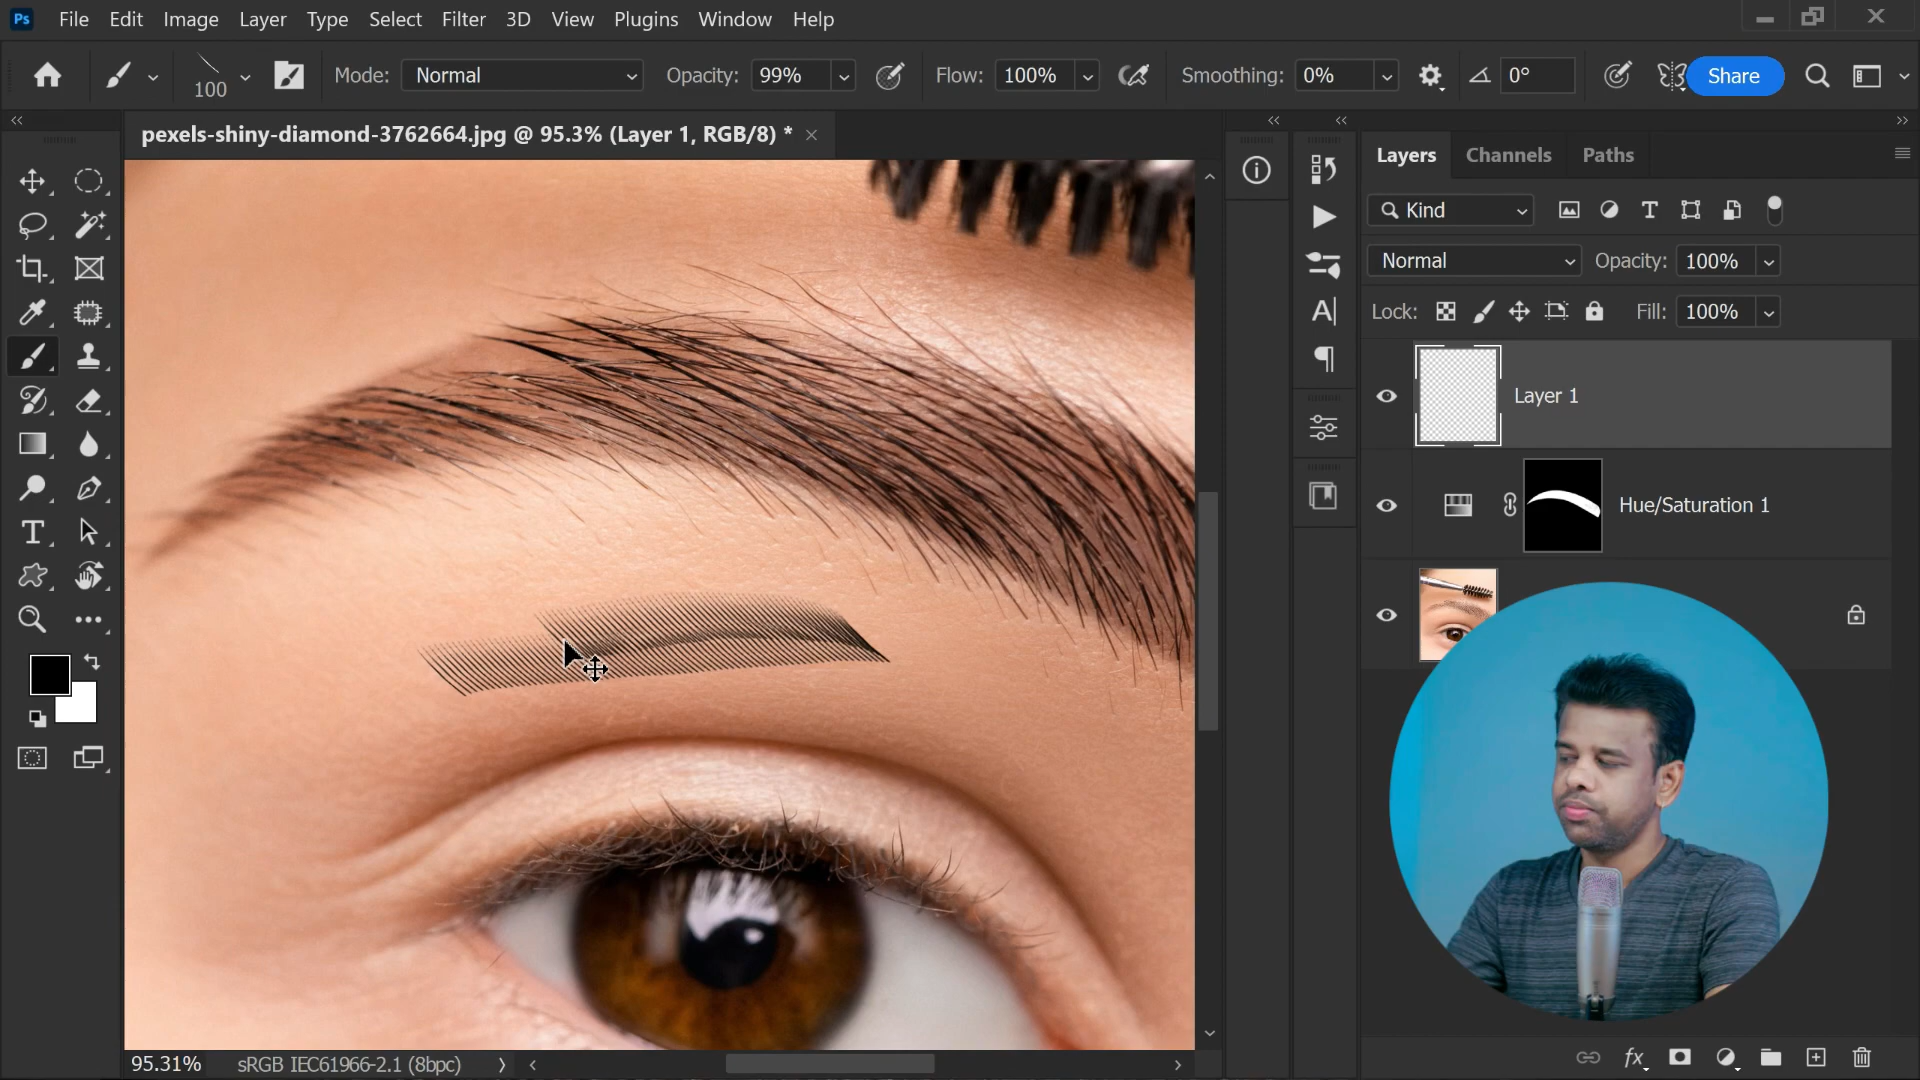 Ps File Edit Image Layer Type Select Filter 3D View Plugins Window Help
100 Mode: Normal Opacity: 99% Flow: 100% Smoothing: 0% 0° Share
pexels-shiny-diamond-3762664.jpg @ 95.3% (Layer 1, RGB/8) *
Layers Channels Paths
Kind
Normal Opacity: 100%
Lock: Fill: 100%
Layer 1
Hue/Saturation 1
95.31% sRGB IEC61966-2.1 (8bpc)
fx